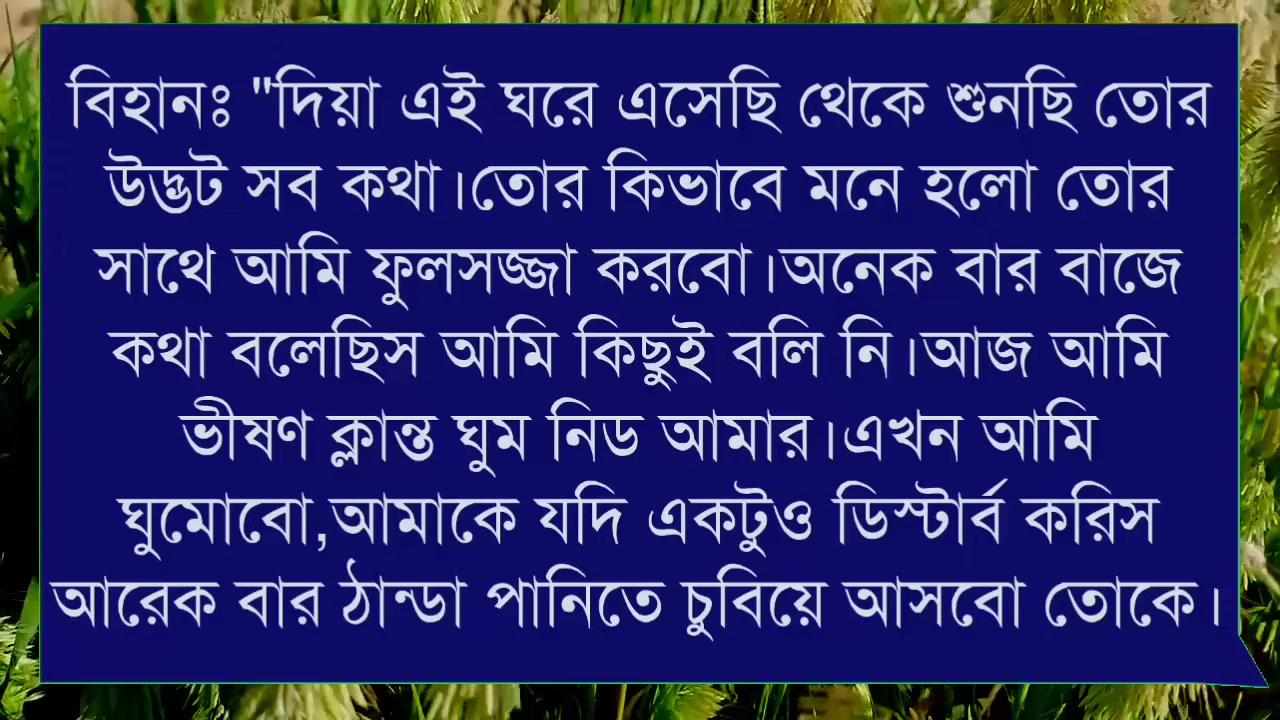 বিহানঃ "দিয়া এই ঘরে এসেছি থেকে শুনছি তোর
উদ্ভট সব কথা।তোর কিভাবে মনে হলো তোর
সাথে আমি ফুলসজ্জা করবো।অনেক বার বাজে
কথা বলেছিস আমি কিছুই বলি নি।আজ আমি
ভীষণ ক্লান্ত ঘুম নিড আমার।এখন আমি
ঘুমোবো,আমাকে যদি একটুও ডিস্টার্ব করিস
আরেক বার ঠান্ডা পানিতে চুবিয়ে আসবো তোকে।